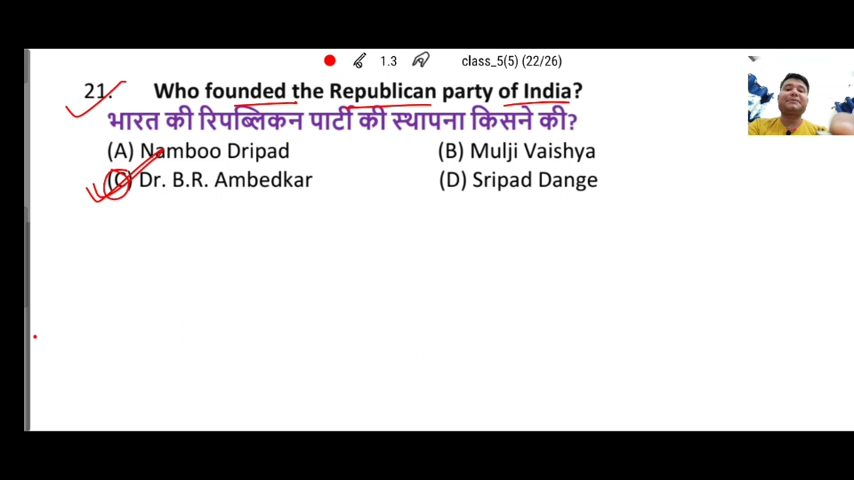 1.3 class_5(5) (22/26)
21. Who founded the Republican party of India?
भारत की रिपब्लिकन पार्टी की स्थापना किसने की?
(A) Namboo Dripad (B) Mulji Vaishya
(C) Dr. B.R. Ambedkar (D) Sripad Dange